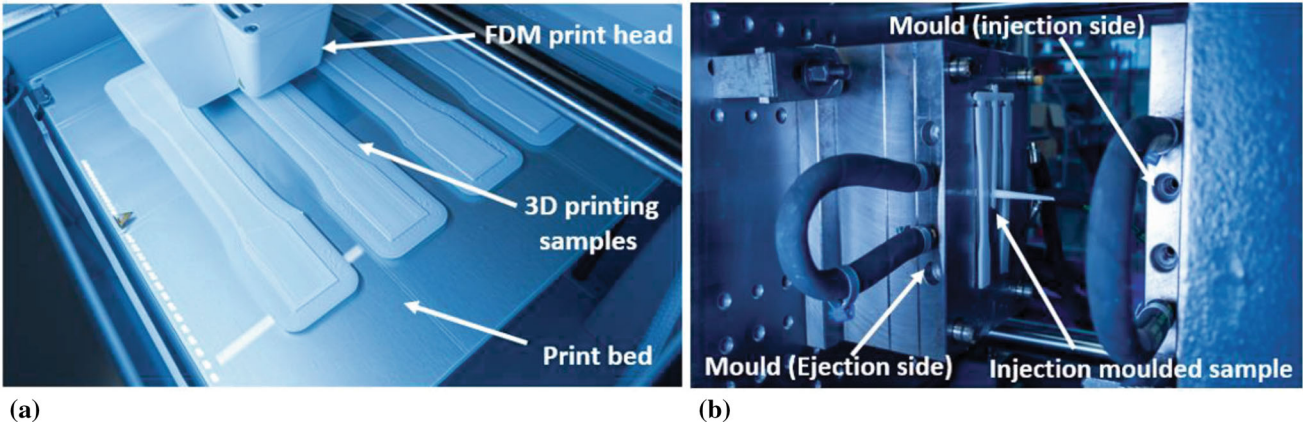 FDM print head
3D printing
samples
Print bed
(a)
Mould (injection side)
Mould (Ejection side)
Injection moulded sample
(b)